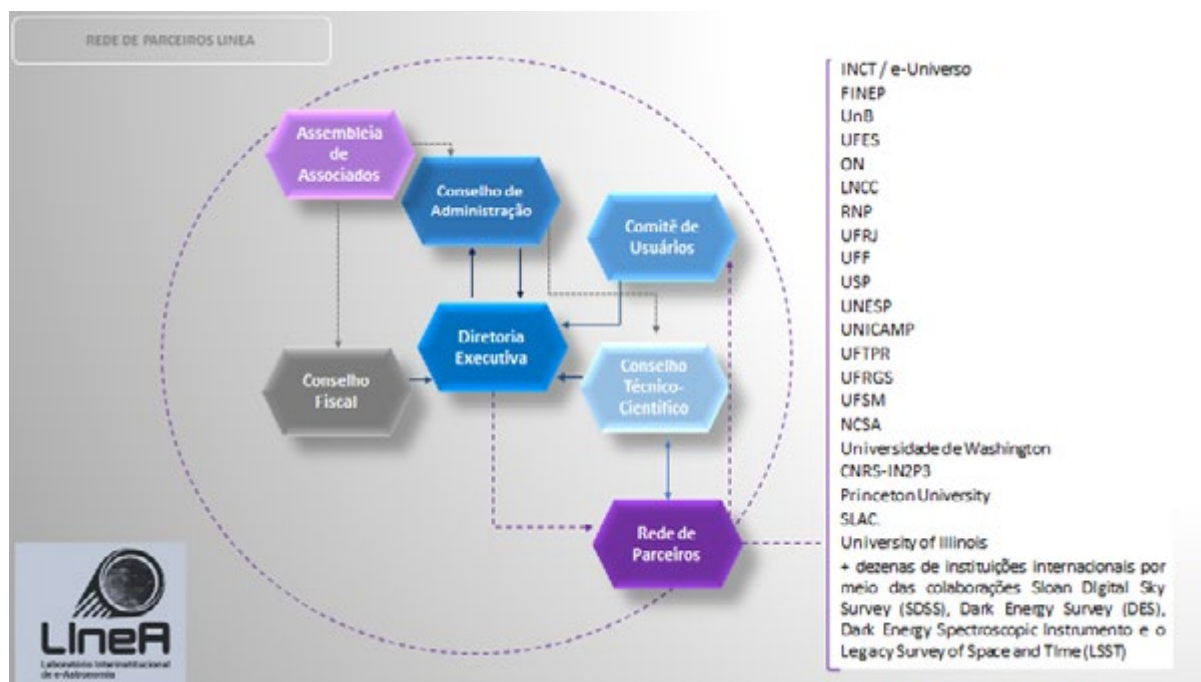 REDE DE PARCEIROS LINEA
Assembleia
de
Associados
Conselho de
Administração
Comitê de
Usuários
Diretoria
Executiva
Conselho
Fiscal
Conselho
Técnico-
Científico
Rede de
Parceiros
INCT / e-Universo
FINEP
UnB
UFES
ON
LNCC
RNP
UFRJ
UFF
USP
UNESP
UNICAMP
UFTPR
UFRGS
UFSM
NCSA
Universidade de Washington
CNRS-IN2P3
Princeton University
SLAC.
University of Illinois
+ dezenas de instituições internacionais por
meio das colaborações Sloan Digital Sky
Survey (SDSS), Dark Energy Survey (DES),
Dark Energy Spectroscopic Instrumento e o
Legacy Survey of Space and Time (LSST)
LIneA
Laboratório Interinstitucional
de e-Astronomia